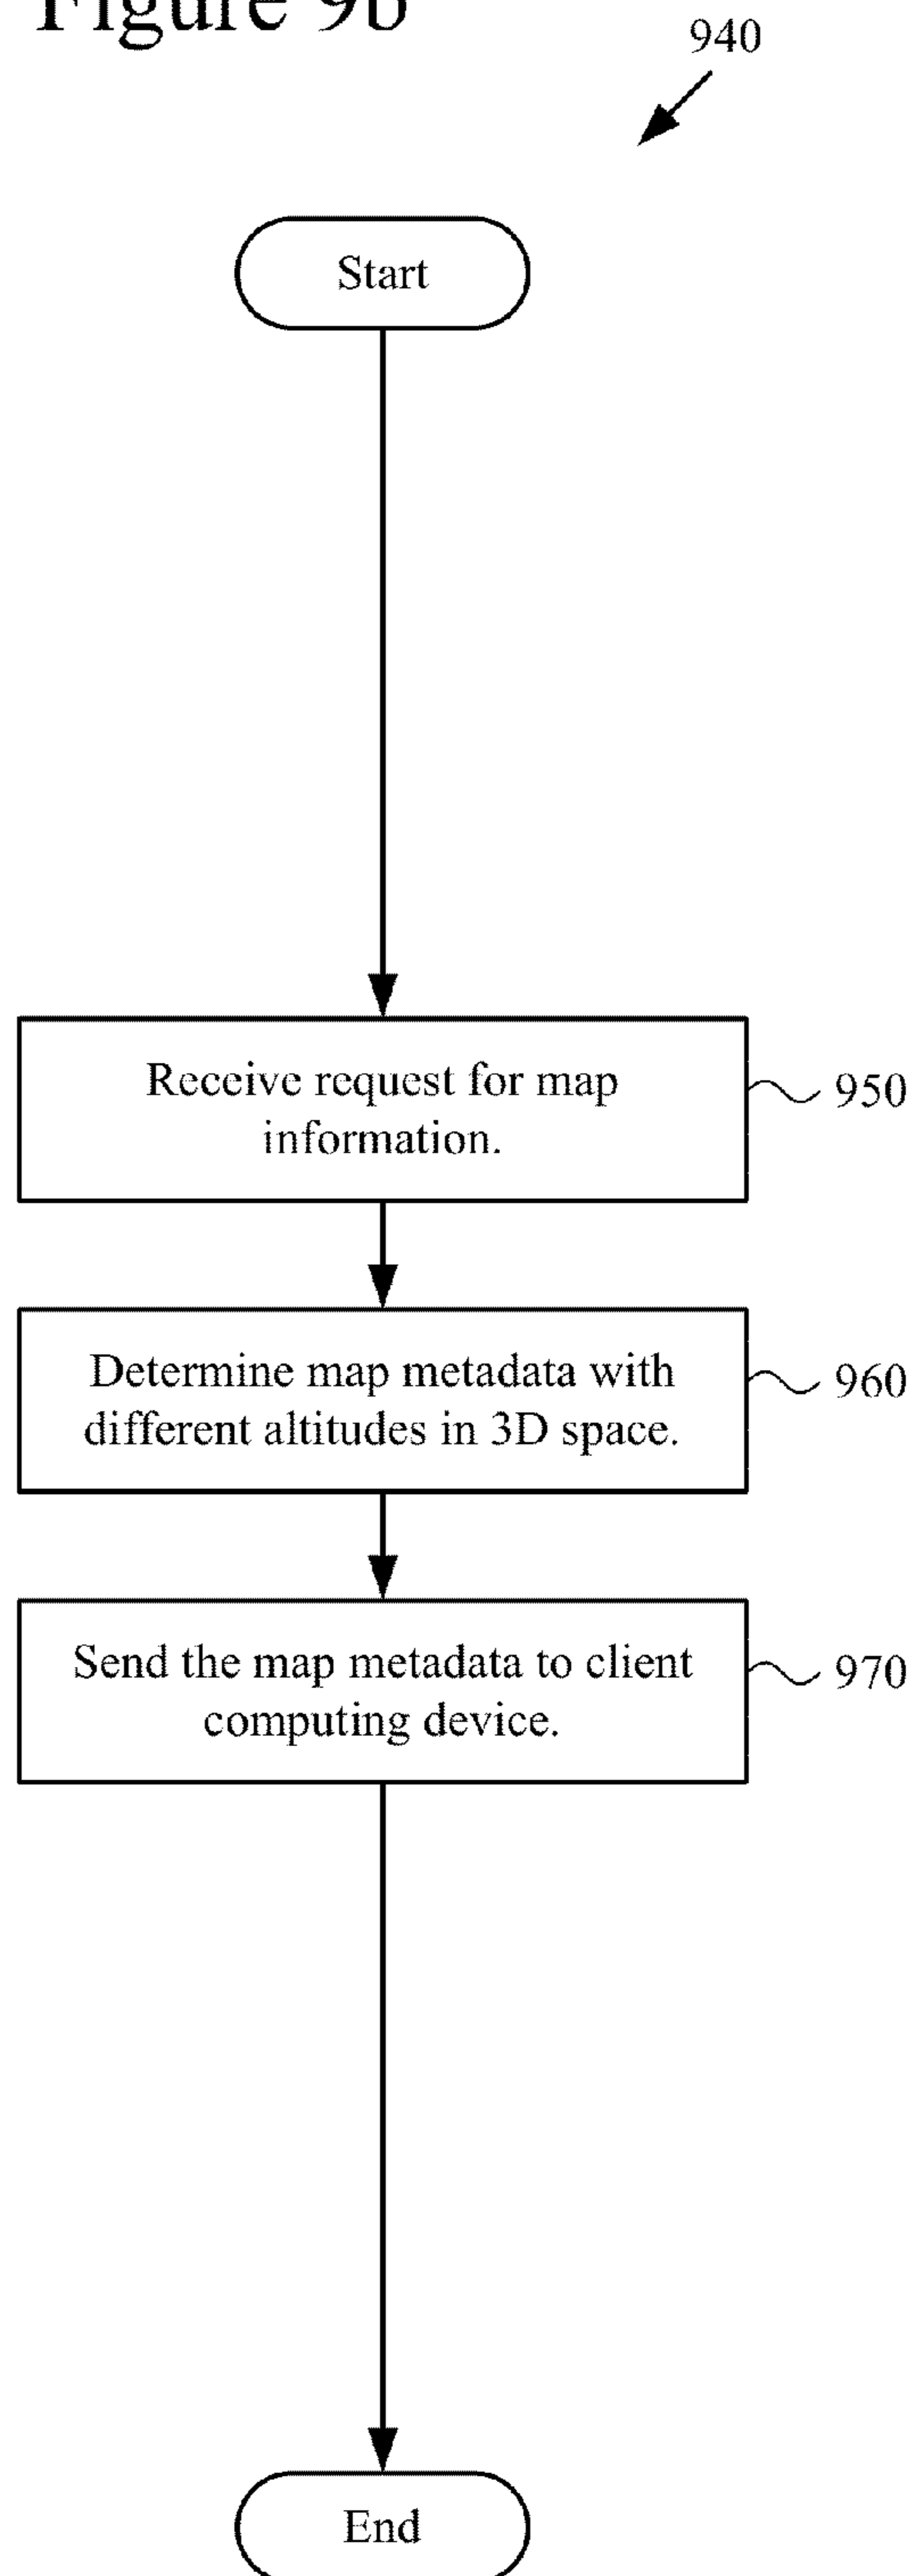 Figure 9b
940
Start
Receive request for map
information.
950
Determine map metadata with
different altitudes in 3D space.
960
Send the map metadata to client
computing device.
970
End